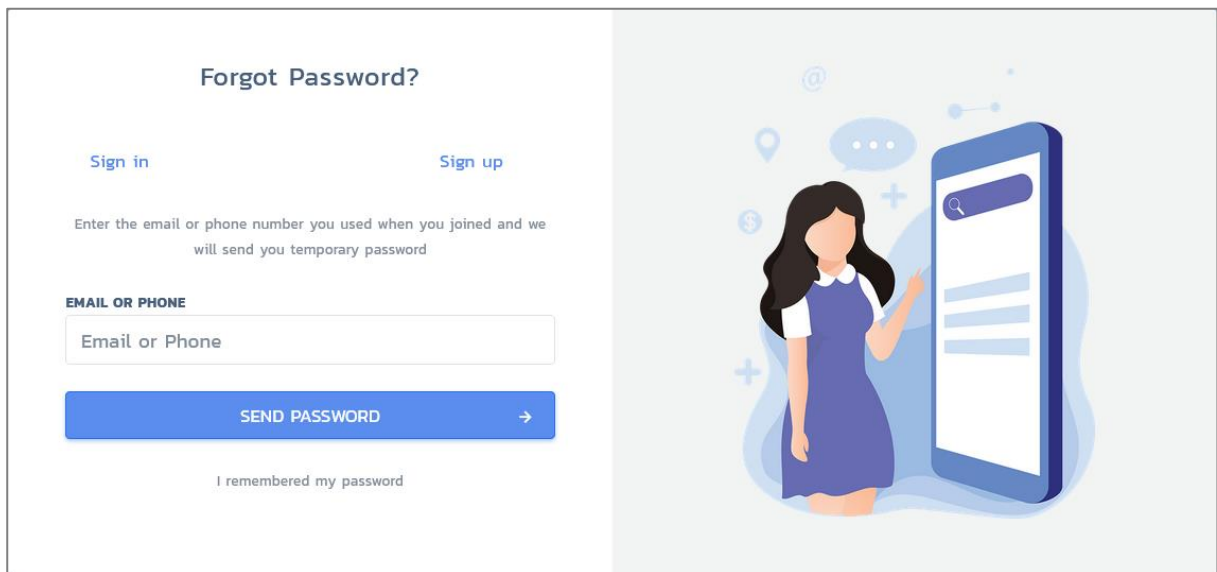 Forgot Password?
Sign in
Sign up
Enter the email or phone number you used when you joined and we
will send you temporary password
EMAIL OR PHONE
Email or Phone
SEND PASSWORD
I remembered my password
@
$